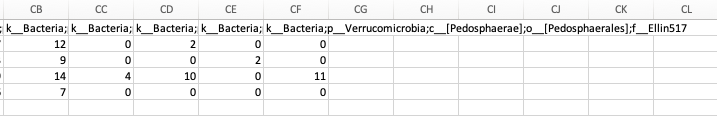 CB CC CD CE CF CG CH CI CJ CK CL
; k__Bacteria; k__Bacteria; k__Bacteria; k__Bacteria; k__Bacteria;p__Verrucomicrobia;c__[Pedosphaerae];o__[Pedosphaerales];f__Ellin517
12 0 2 0 0
9 0 0 2 0
14 4 10 0 11
7 0 0 0 0